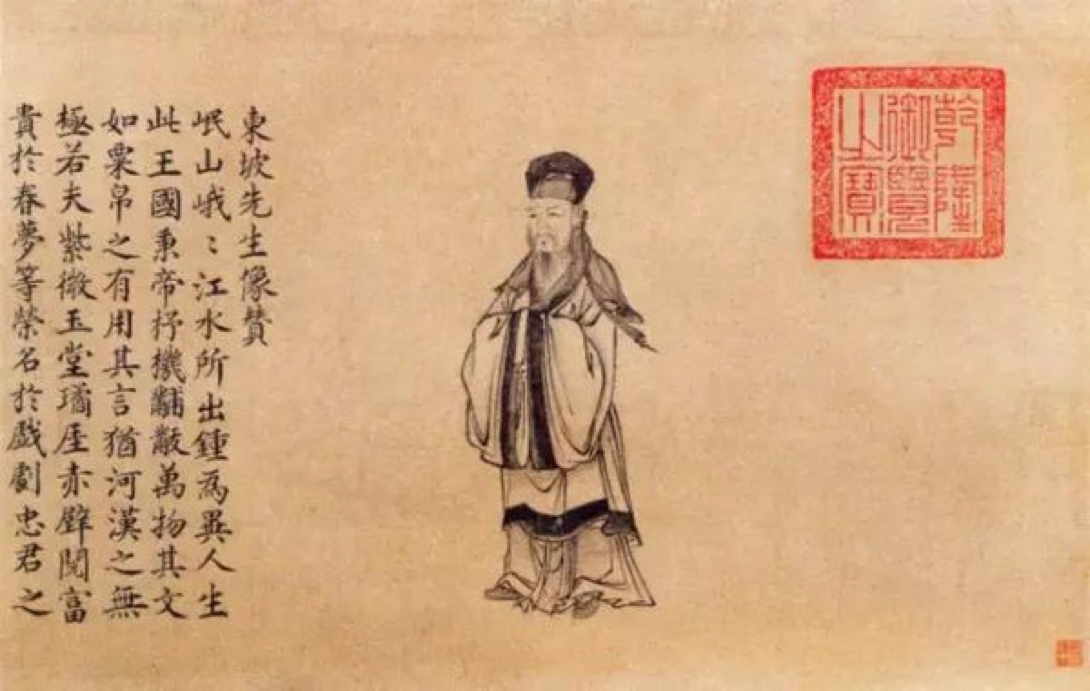 乾隆
御覽
之寶
東坡先生像賛
岷山峨〻江水所出鍾爲異人生
此王國秉帝杼機黼黻萬物其文
如粟帛之有用其言猶河漢之無
極若夫紫微玉堂璚厓赤壁閱富
貴於春夢等榮名於戲劇忠君之